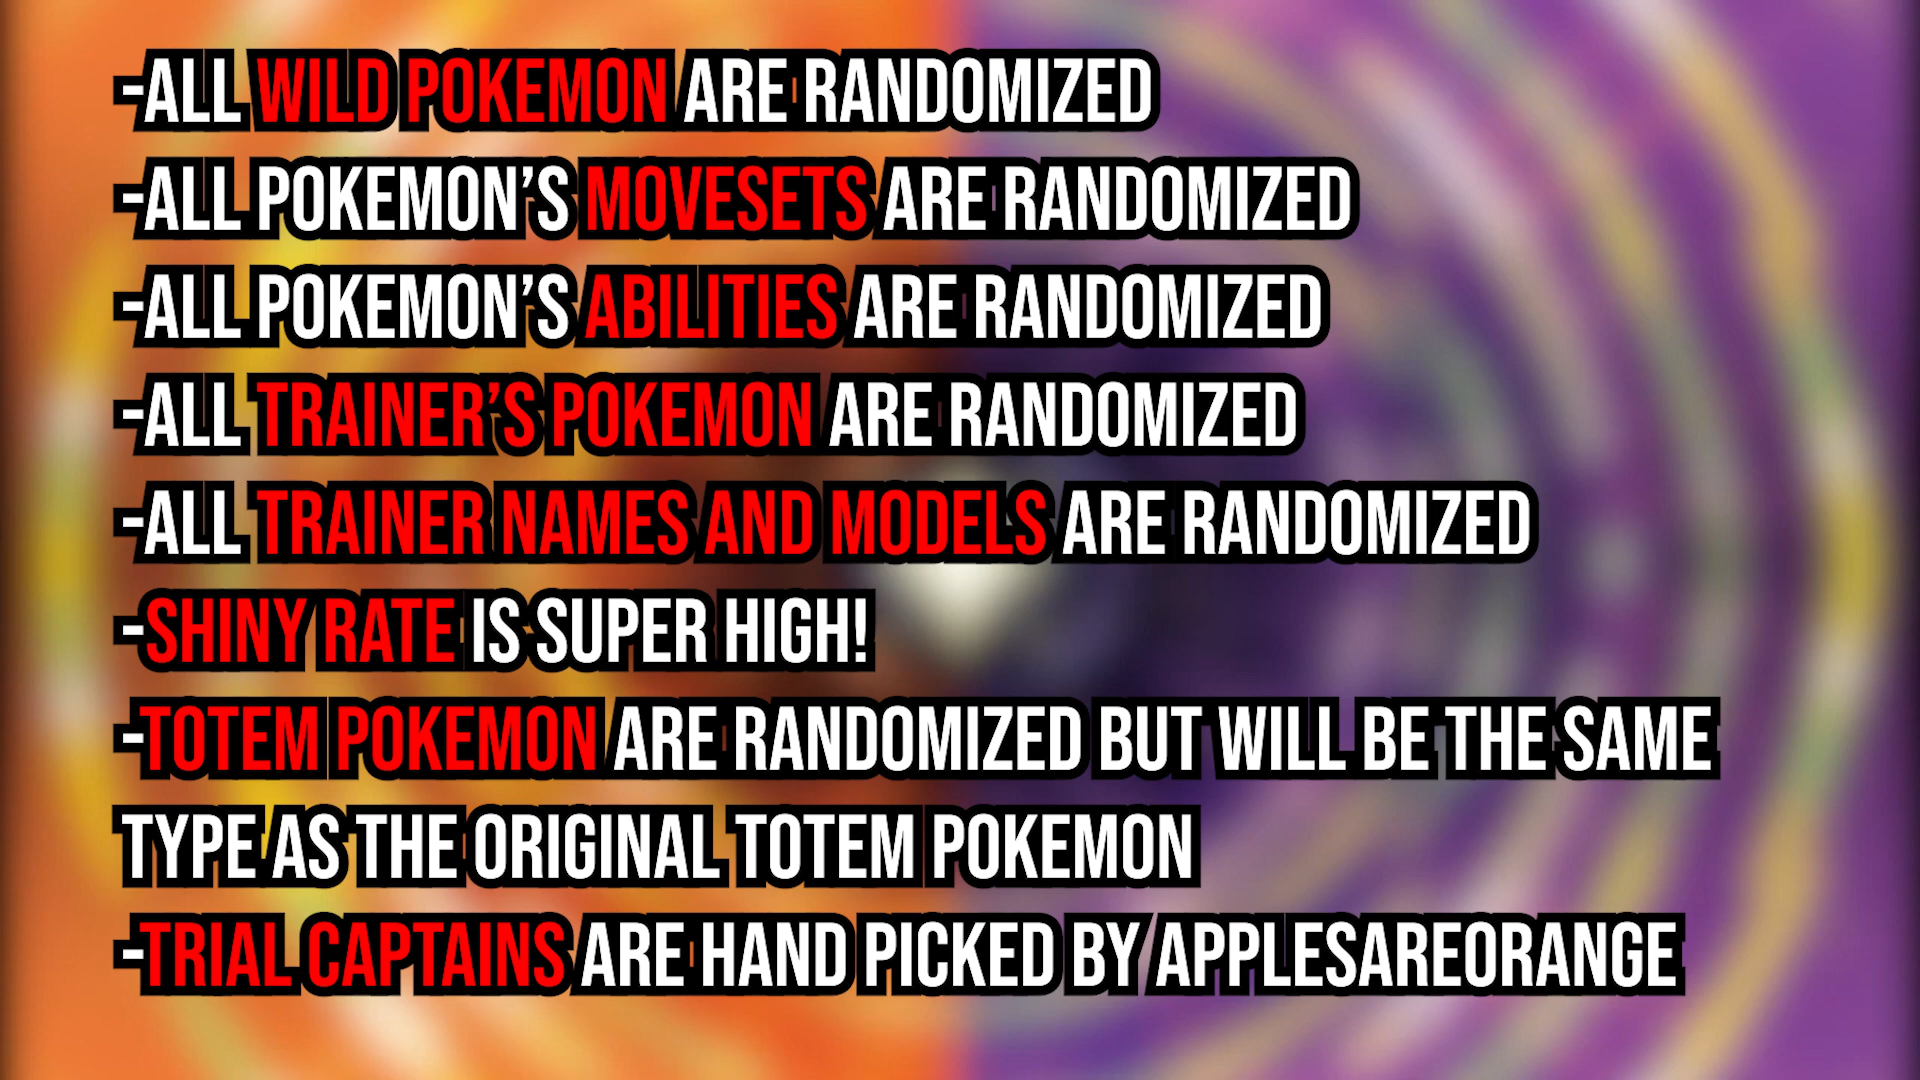 -ALL WILD POKEMON ARE RANDOMIZED
-ALL POKEMON’S MOVESETS ARE RANDOMIZED
-ALL POKEMON’S ABILITIES ARE RANDOMIZED
-ALL TRAINER’S POKEMON ARE RANDOMIZED
-ALL TRAINER NAMES AND MODELS ARE RANDOMIZED
-SHINY RATE IS SUPER HIGH!
-TOTEM POKEMON ARE RANDOMIZED BUT WILL BE THE SAME
TYPE AS THE ORIGINAL TOTEM POKEMON
-TRIAL CAPTAINS ARE HAND PICKED BY APPLESAREORANGE